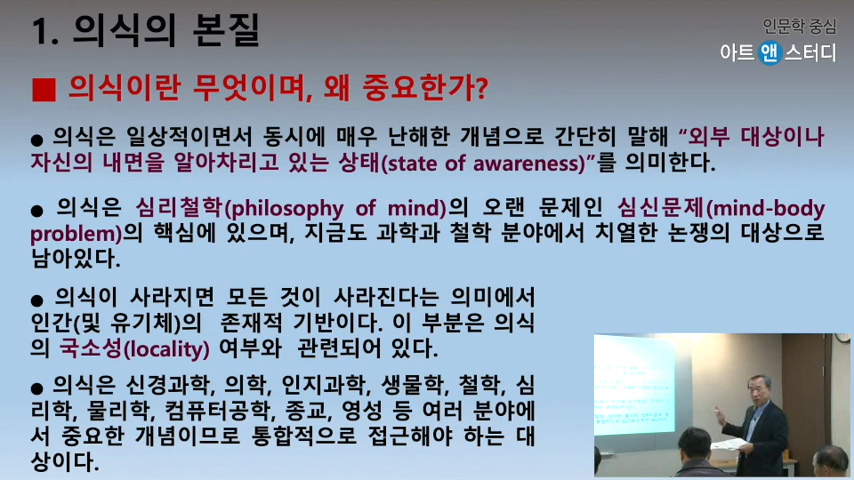 1. 의식의 본질
인문학 중심
아트 앤 스터디
■ 의식이란 무엇이며, 왜 중요한가?
● 의식은 일상적이면서 동시에 매우 난해한 개념으로 간단히 말해 “외부 대상이나
자신의 내면을 알아차리고 있는 상태(state of awareness)”를 의미한다.
● 의식은 심리철학(philosophy of mind)의 오랜 문제인 심신문제(mind-body
problem)의 핵심에 있으며, 지금도 과학과 철학 분야에서 치열한 논쟁의 대상으로
남아있다.
● 의식이 사라지면 모든 것이 사라진다는 의미에서
인간(및 유기체)의 존재적 기반이다. 이 부분은 의식
의 국소성(locality) 여부와 관련되어 있다.
● 의식은 신경과학, 의학, 인지과학, 생물학, 철학, 심
리학, 물리학, 컴퓨터공학, 종교, 영성 등 여러 분야에
서 중요한 개념이므로 통합적으로 접근해야 하는 대
상이다.